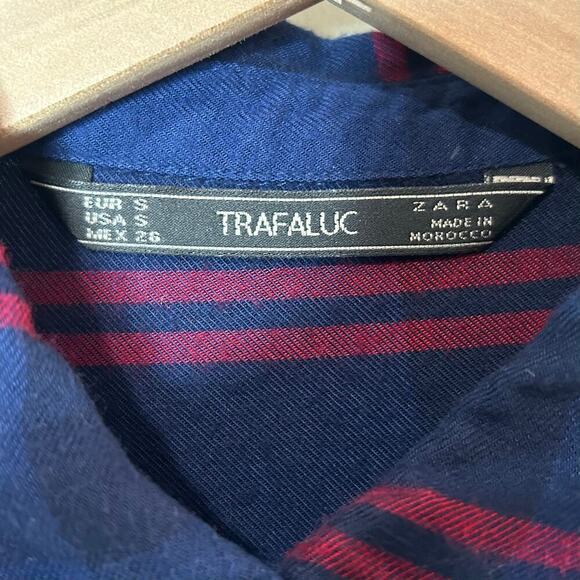 EUR S
USA S
MEX 26
TRAFALUC
ZARA
MADE IN
MOROCCO